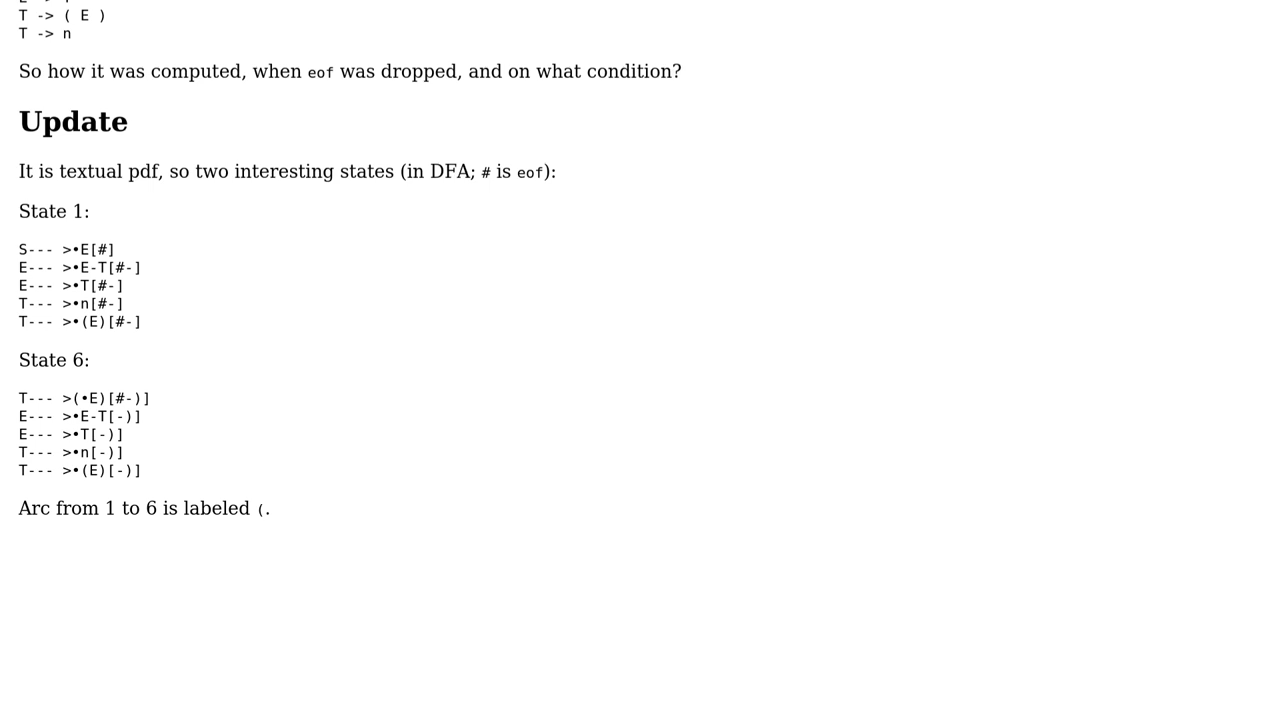 T -> ( E )
T -> n
So how it was computed, when eof was dropped, and on what condition?
Update
It is textual pdf, so two interesting states (in DFA; # is eof):
State 1:
S--- >•E[#]
E--- >•E-T[#-]
E--- >•T[#-]
T--- >•n[#-]
T--- >•(E)[#-]
State 6:
T--- >(•E)[#-)]
E--- >•E-T[-)]
E--- >•T[-)]
T--- >•n[-)]
T--- >•(E)[-)]
Arc from 1 to 6 is labeled (.